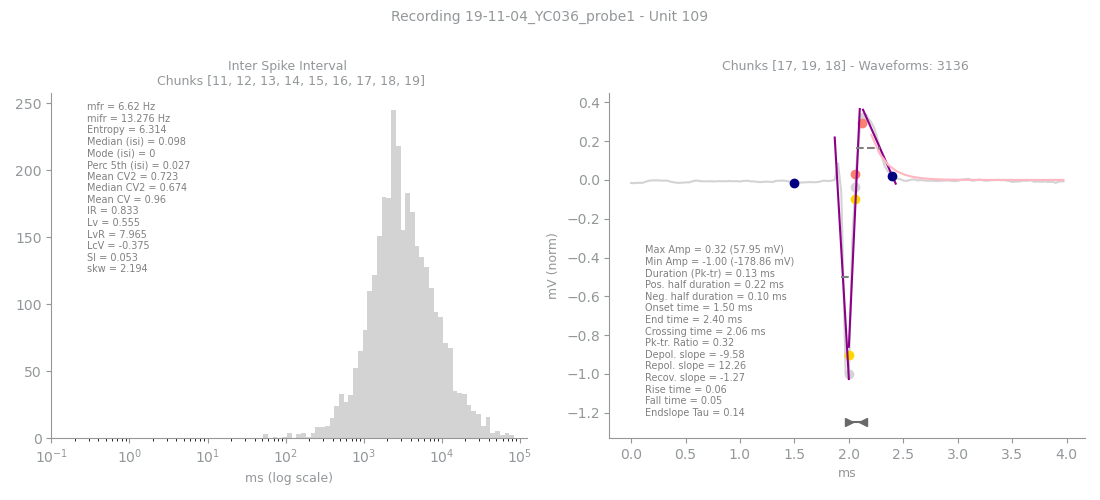 Recording 19-11-04_YC036_probe1 - Unit 109
Inter Spike Interval
Chunks [11, 12, 13, 14, 15, 16, 17, 18, 19]
250
200
150
100
50
0
mfr = 6.62 Hz
mifr = 13.276 Hz
Entropy = 6.314
Median (isi) = 0.098
Mode (isi) = 0
Perc 5th (isi) = 0.027
Mean CV2 = 0.723
Median CV2 = 0.674
Mean CV = 0.96
IR = 0.833
Lv = 0.555
LvR = 7.965
LcV = -0.375
SI = 0.053
skw = 2.194
10⁻¹ 10⁰ 10¹ 10² 10³ 10⁴ 10⁵
ms (log scale)
Chunks [17, 19, 18] - Waveforms: 3136
mV (norm)
0.4
0.2
0.0
−0.2
−0.4
−0.6
−0.8
−1.0
−1.2
Max Amp = 0.32 (57.95 mV)
Min Amp = -1.00 (-178.86 mV)
Duration (Pk-tr) = 0.13 ms
Pos. half duration = 0.22 ms
Neg. half duration = 0.10 ms
Onset time = 1.50 ms
End time = 2.40 ms
Crossing time = 2.06 ms
Pk-tr. Ratio = 0.32
Depol. slope = -9.58
Repol. slope = 12.26
Recov. slope = -1.27
Rise time = 0.06
Fall time = 0.05
Endslope Tau = 0.14
0.0 0.5 1.0 1.5 2.0 2.5 3.0 3.5 4.0
ms